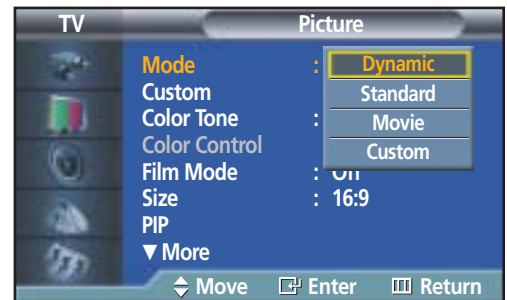 TV Picture
Mode : Dynamic
Custom Standard
Color Tone : Movie
Color Control Custom
Film Mode : Off
Size : 16:9
PIP
▼ More
Move Enter Return